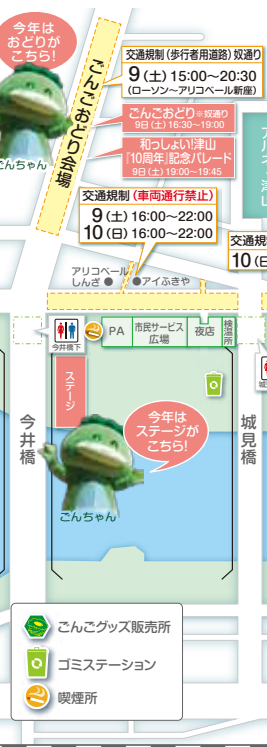 今年は
おどりが
こちら!
ごんちゃん
ごんごおどり会場
交通規制(歩行者用道路)奴通り
9(土)15:00~20:30
(ローソン~アリコベール新座)
ごんごおどり※奴通り
9日(土)16:30~19:00
和っしょい!津山
『10周年』記念パレード
9日(土)19:00~19:45
交通規制(車両通行禁止)
9(土)16:00~22:00
10(日)16:00~22:00
交通規
10(日
アリコベール
しんざ
アイふきや
今井橋下
PA
市民サービス
広場
夜店
検温所
ステージ
今年は
ステージが
こちら!
ごんちゃん
今井橋
城見橋
ごんごグッズ販売所
ゴミステーション
喫煙所